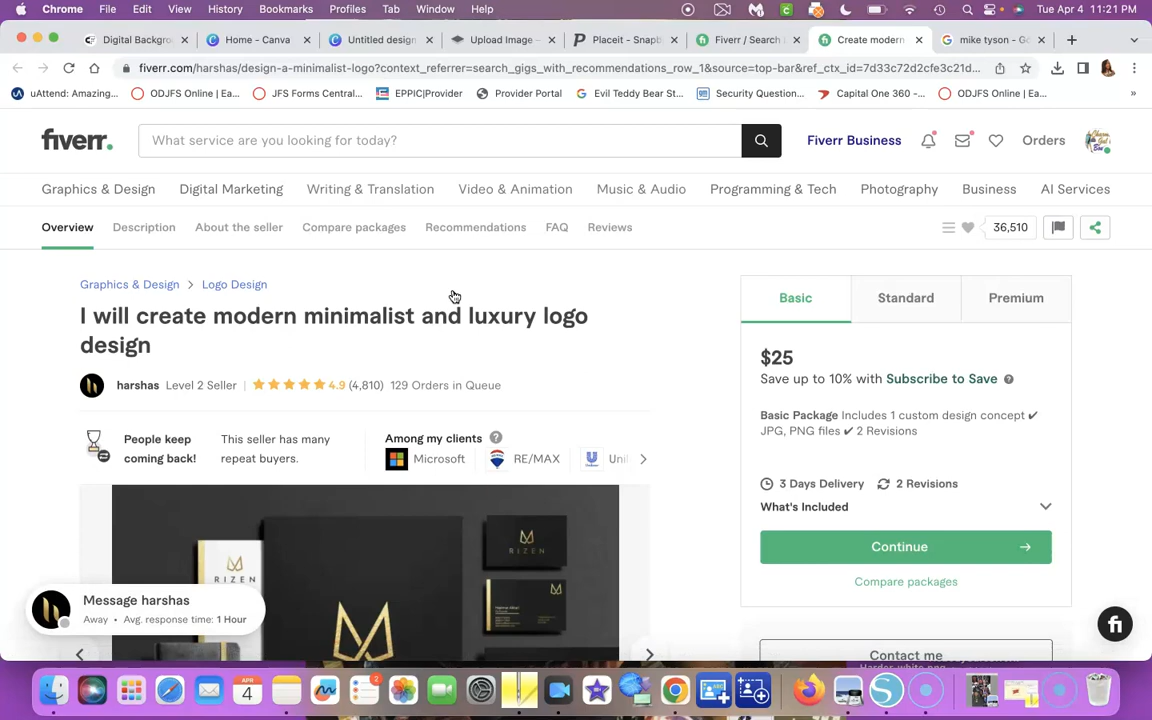 Chrome File Edit View History Bookmarks Profiles Tab Window Help Tue Apr 4 11:21 PM
Digital Backgro Home - Canva Untitled design Upload Image - Placeit - Snapb Fiverr / Search Create modern mike tyson - Go
fiverr.com/harshas/design-a-minimalist-logo?context_referrer=search_gigs_with_recommendations_row_1&source=top-bar&ref_ctx_id=7d33c72d2cfe3c21d...
uAttend: Amazing... ODJFS Online | Ea... JFS Forms Central... EPPIC|Provider Provider Portal Evil Teddy Bear St... Security Question... Capital One 360 -... ODJFS Online | Ea... »
fiverr. What service are you looking for today? Fiverr Business Orders
Graphics & Design Digital Marketing Writing & Translation Video & Animation Music & Audio Programming & Tech Photography Business AI Services
Overview Description About the seller Compare packages Recommendations FAQ Reviews 36,510
Graphics & Design > Logo Design
I will create modern minimalist and luxury logo
design
harshas Level 2 Seller | 4.9 (4,810) 129 Orders in Queue
People keep
coming back!
This seller has many
repeat buyers.
Among my clients
Microsoft RE/MAX Uni
RIZEN
RIZEN
Message harshas
Away • Avg. response time: 1 Hour
Basic Standard Premium
$25
Save up to 10% with Subscribe to Save
Basic Package Includes 1 custom design concept ✔
JPG, PNG files ✔ 2 Revisions
3 Days Delivery 2 Revisions
What's Included
Continue →
Compare packages
Contact me
fi
APR
4
2